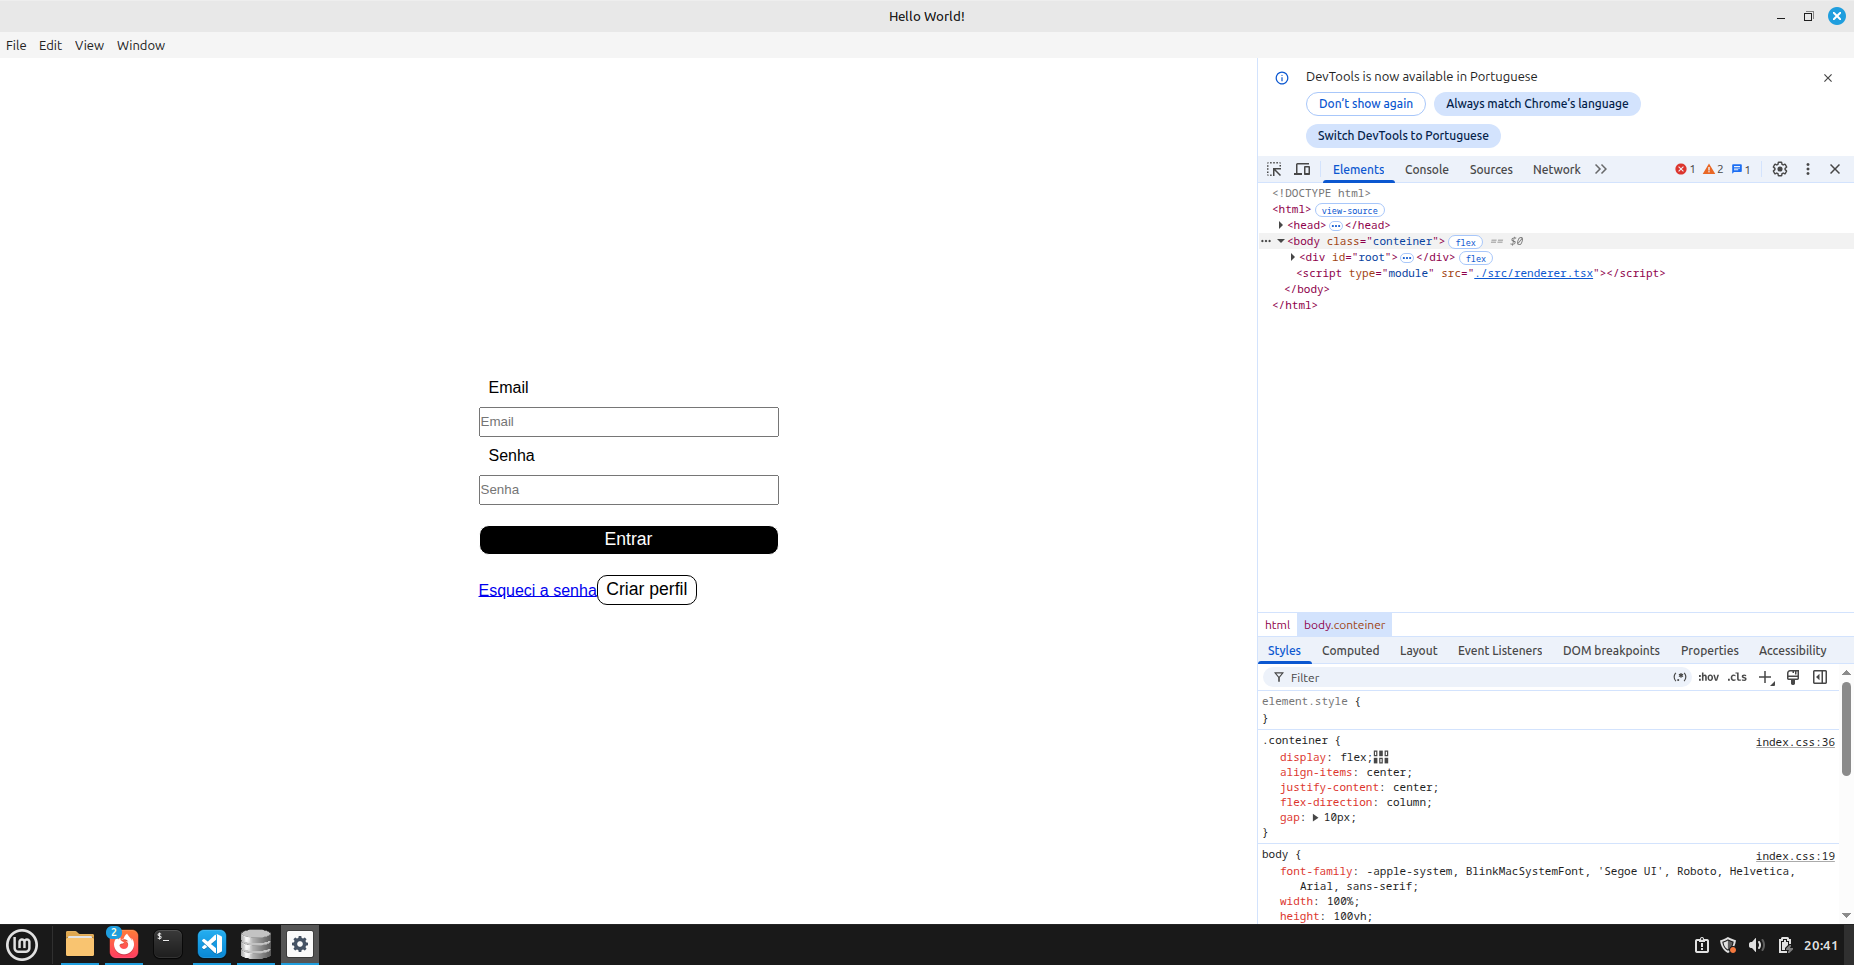 Hello World!
File Edit View Window
DevTools is now available in Portuguese
Don't show again Always match Chrome's language
Switch DevTools to Portuguese
Elements Console Sources Network 1 2 1
<!DOCTYPE html>
<html> view-source
<head> ••• </head>
••• <body class="conteiner"> flex == $0
<div id="root"> ••• </div> flex
<script type="module" src="./src/renderer.tsx"></script>
</body>
</html>
Email
Email
Senha
Senha
Entrar
Esqueci a senha Criar perfil
html body.conteiner
Styles Computed Layout Event Listeners DOM breakpoints Properties Accessibility
Filter (.*) :hov .cls
element.style {
}
.conteiner { index.css:36
display: flex;
align-items: center;
justify-content: center;
flex-direction: column;
gap: 10px;
}
body { index.css:19
font-family: -apple-system, BlinkMacSystemFont, 'Segoe UI', Roboto, Helvetica,
Arial, sans-serif;
width: 100%;
height: 100vh;
2 $_ 20:41